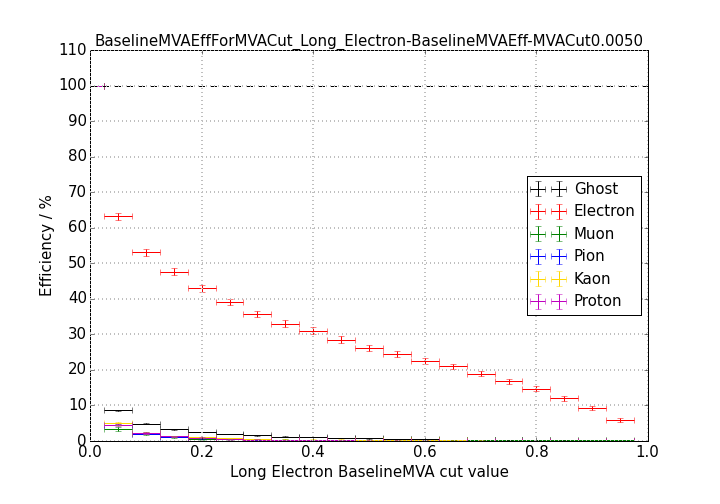 BaselineMVAEffForMVACut_Long_Electron-BaselineMVAEff-MVACut0.0050
110
100
90
80
70
60
50
40
30
20
10
0
Efficiency / %
Ghost
Electron
Muon
Pion
Kaon
Proton
0.0 0.2 0.4 0.6 0.8 1.0
Long Electron BaselineMVA cut value